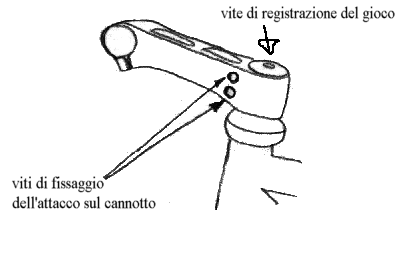 vite di registrazione del gioco
viti di fissaggio
dell'attacco sul cannotto